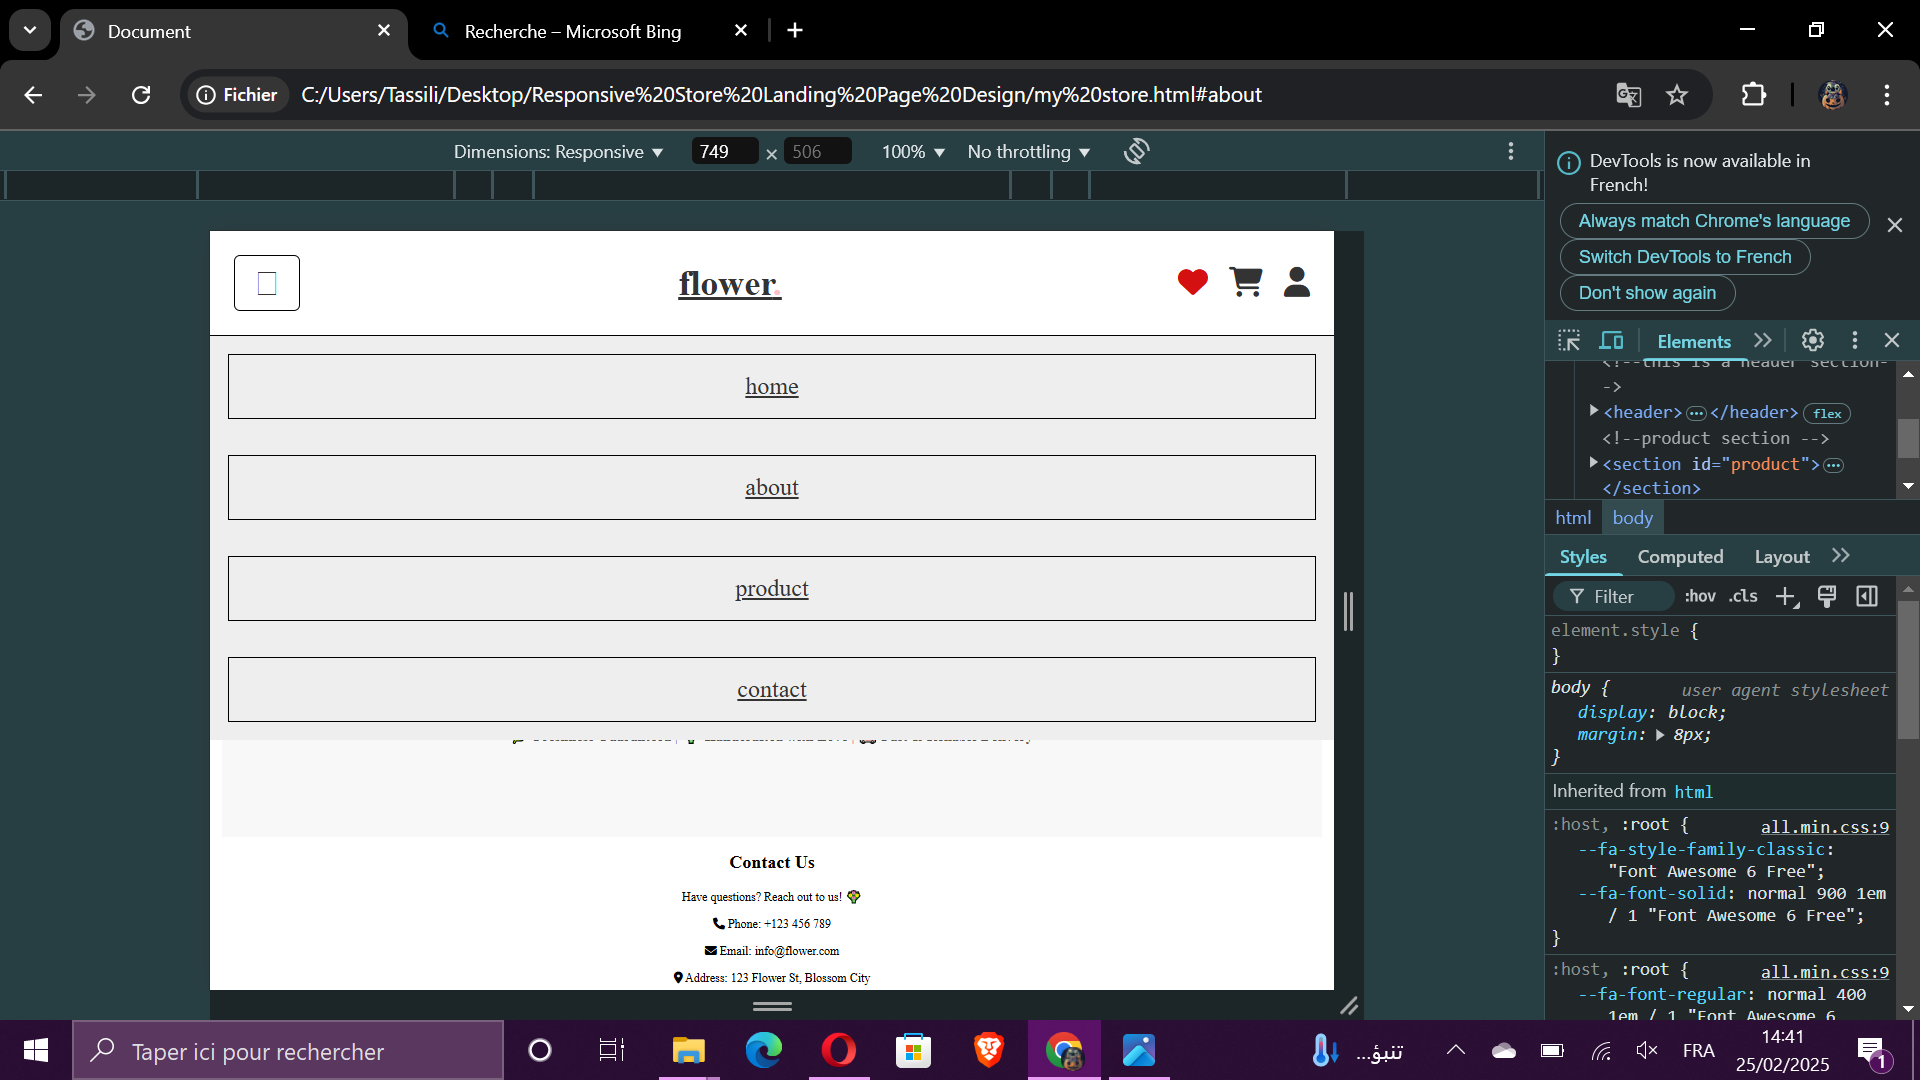 Document
Recherche – Microsoft Bing
Fichier
C:/Users/Tassili/Desktop/Responsive%20Store%20Landing%20Page%20Design/my%20store.html#about
Dimensions: Responsive
749
×
506
100%
No throttling
DevTools is now available in
French!
Always match Chrome's language
Switch DevTools to French
Don't show again
flower.
Elements
<!--this is a header section-
->
<header> </header> flex
<!--product section -->
<section id="product">
</section>
html body
home
about
product
contact
Styles Computed Layout
Filter :hov .cls
element.style {
}
body { user agent stylesheet
display: block;
margin: 8px;
}
Inherited from html
:host, :root { all.min.css:9
--fa-style-family-classic:
"Font Awesome 6 Free";
--fa-font-solid: normal 900 1em
/ 1 "Font Awesome 6 Free";
}
:host, :root { all.min.css:9
--fa-font-regular: normal 400
1em / 1 "Font Awesome 6
Contact Us
Have questions? Reach out to us!
Phone: +123 456 789
Email: info@flower.com
Address: 123 Flower St, Blossom City
Taper ici pour rechercher
تنبؤ...
FRA
14:41
25/02/2025
1